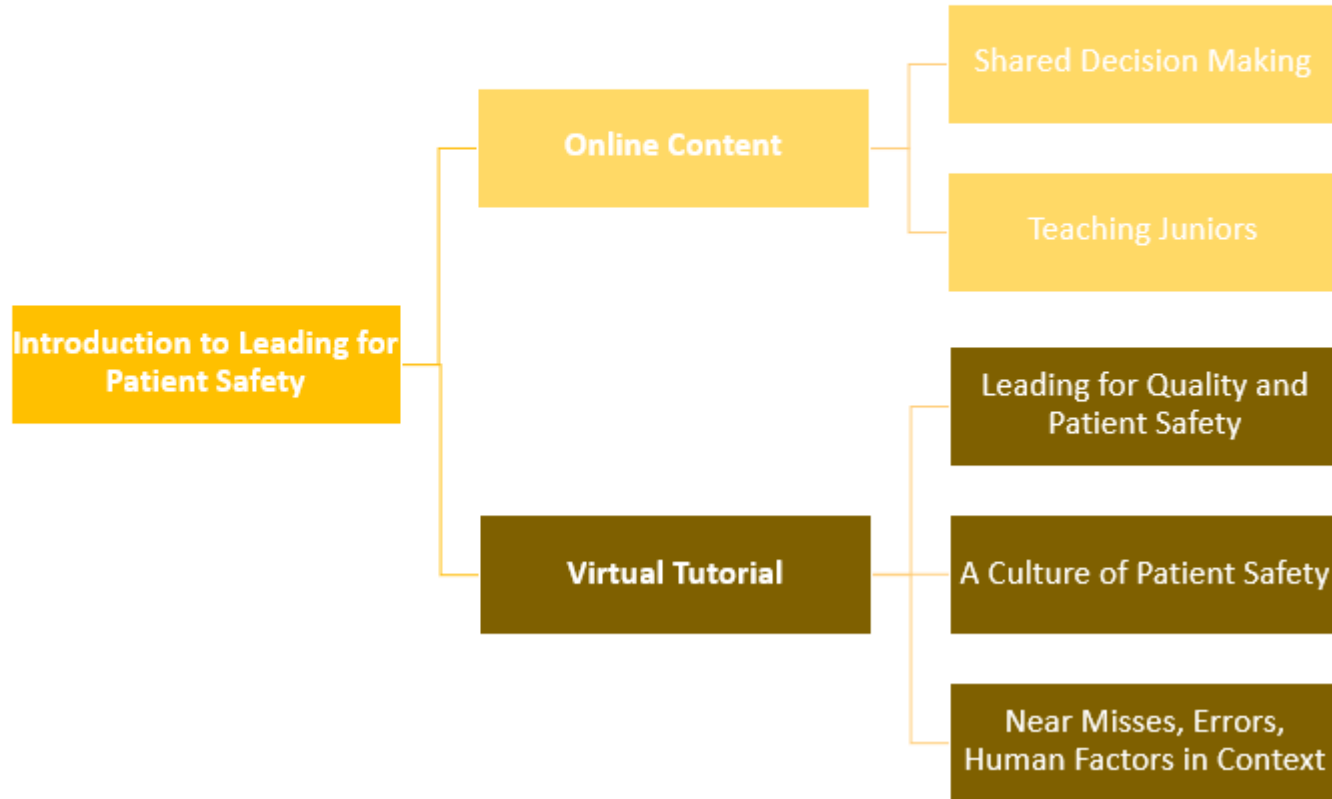 Introduction to Leading for
Patient Safety
Online Content
Shared Decision Making
Teaching Juniors
Virtual Tutorial
Leading for Quality and
Patient Safety
A Culture of Patient Safety
Near Misses, Errors,
Human Factors in Context